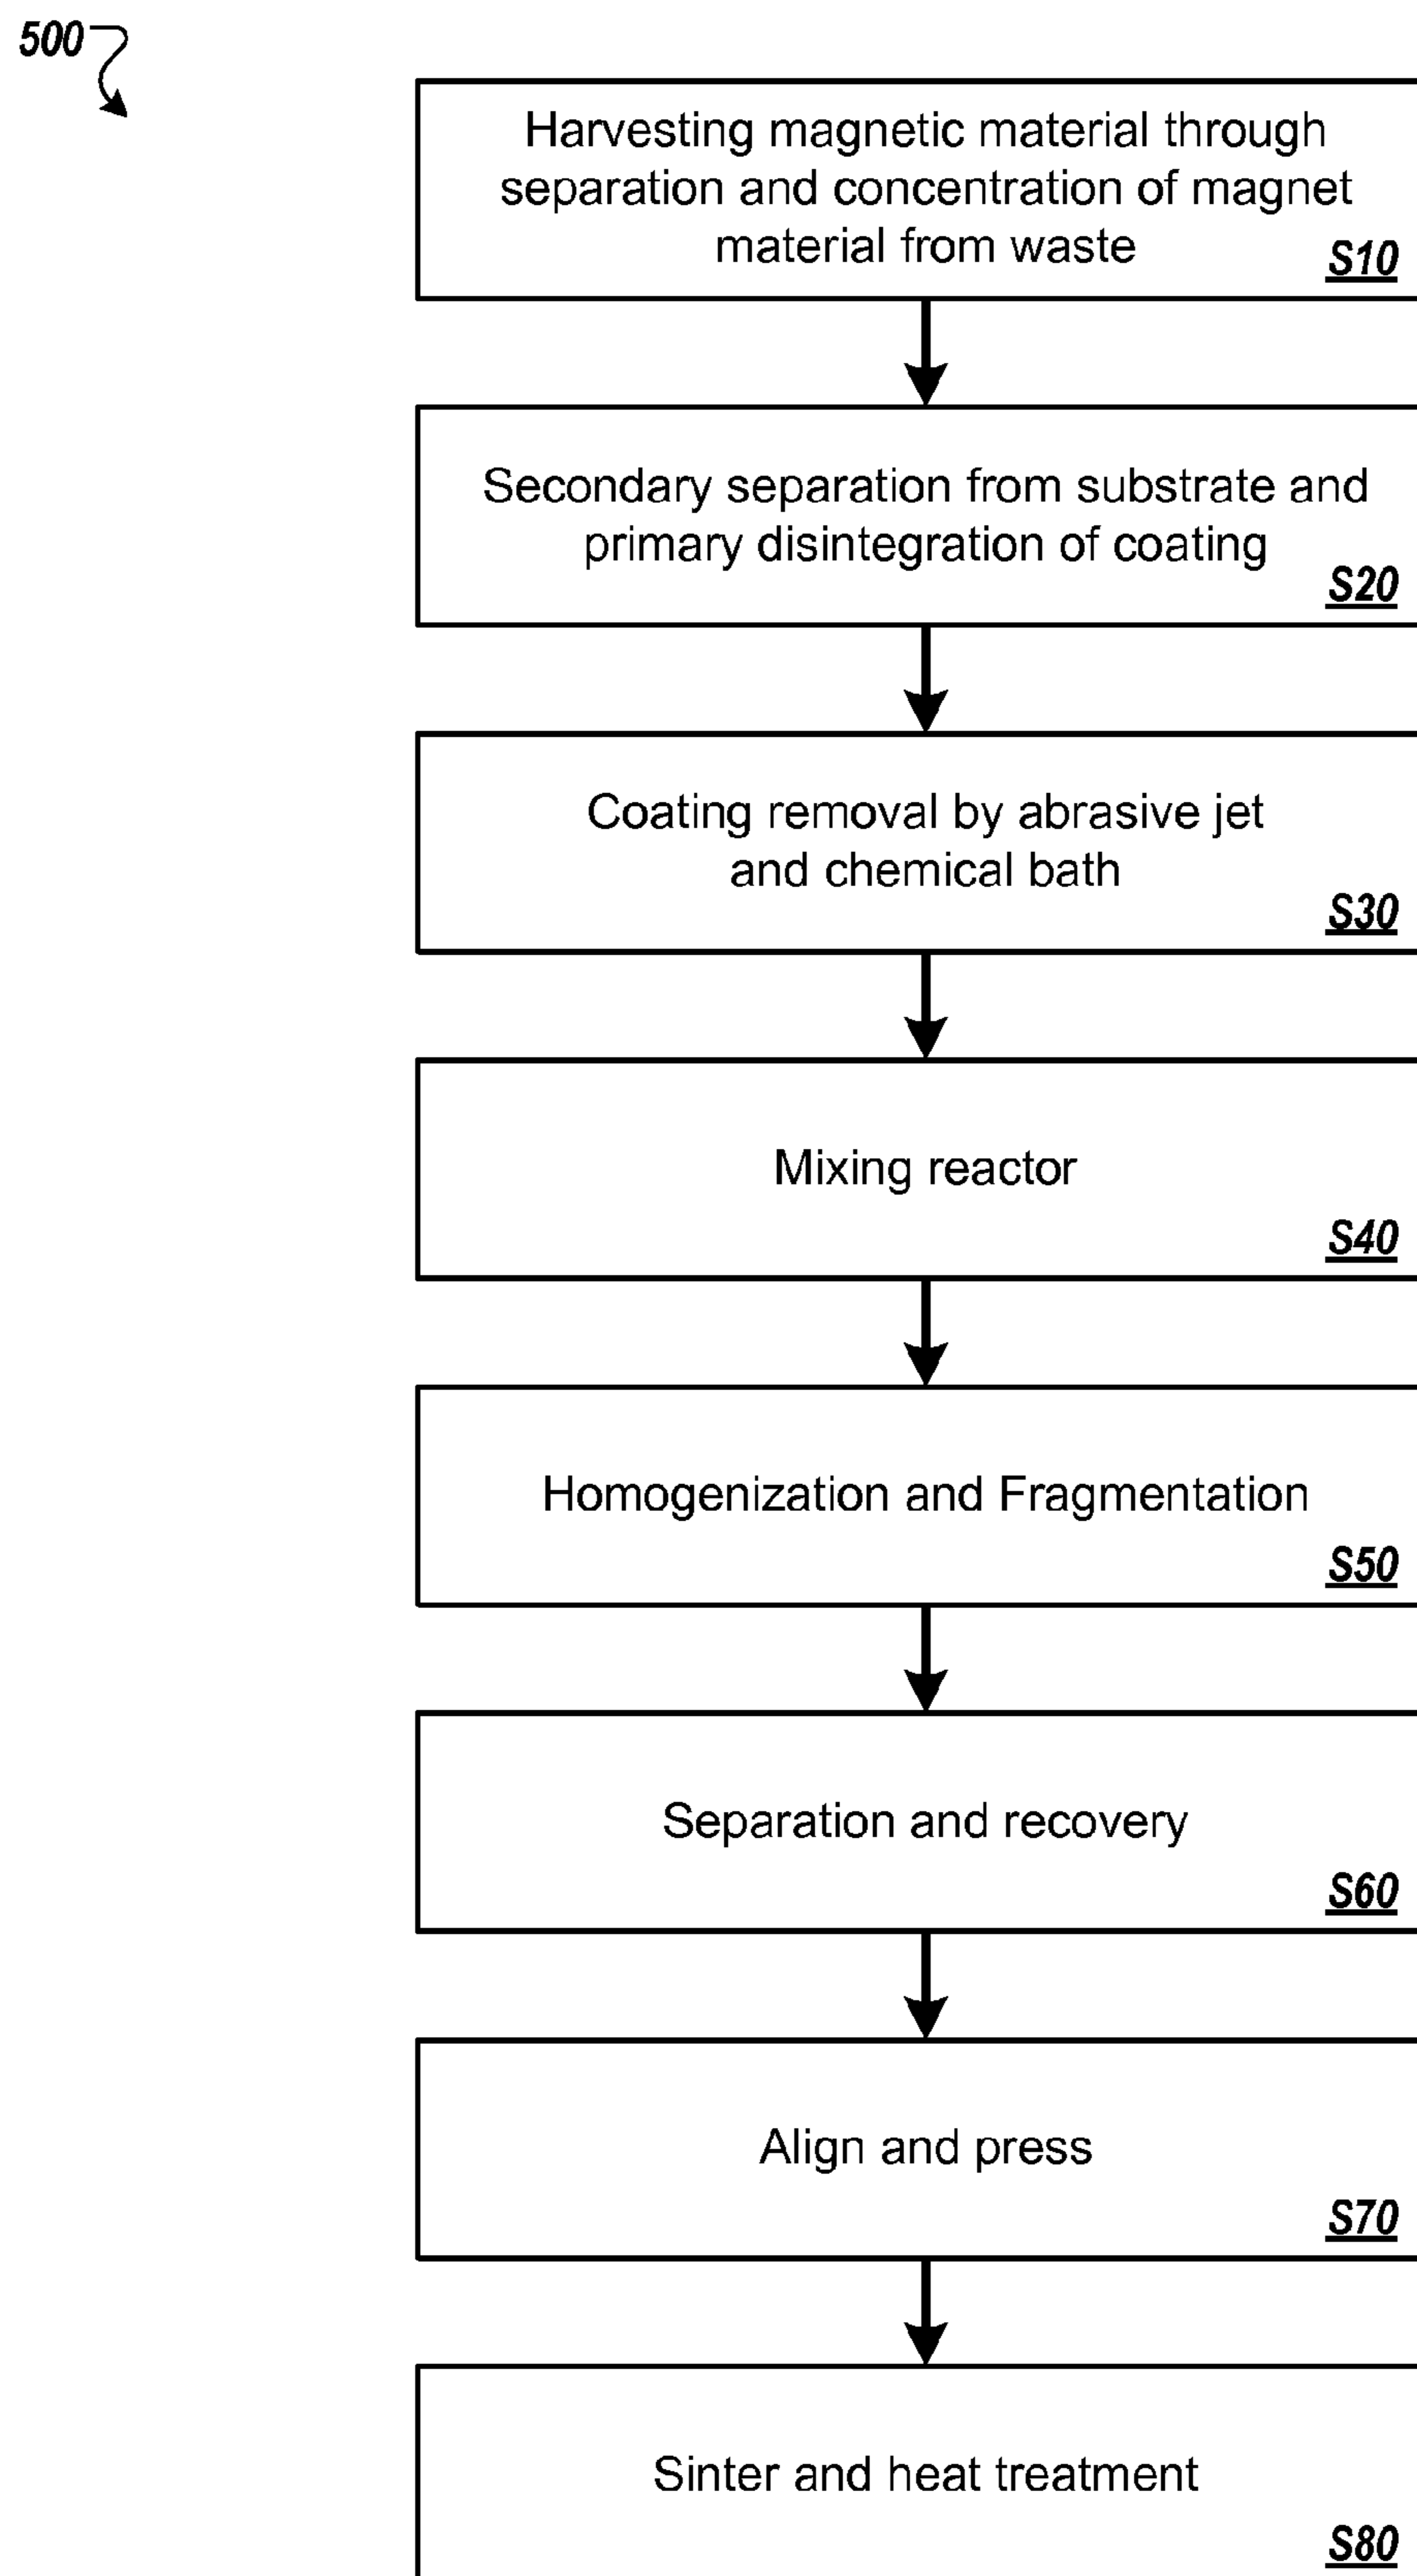 500
Harvesting magnetic material through
separation and concentration of magnet
material from waste
S10
Secondary separation from substrate and
primary disintegration of coating
S20
Coating removal by abrasive jet
and chemical bath
S30
Mixing reactor
S40
Homogenization and Fragmentation
S50
Separation and recovery
S60
Align and press
S70
Sinter and heat treatment
S80